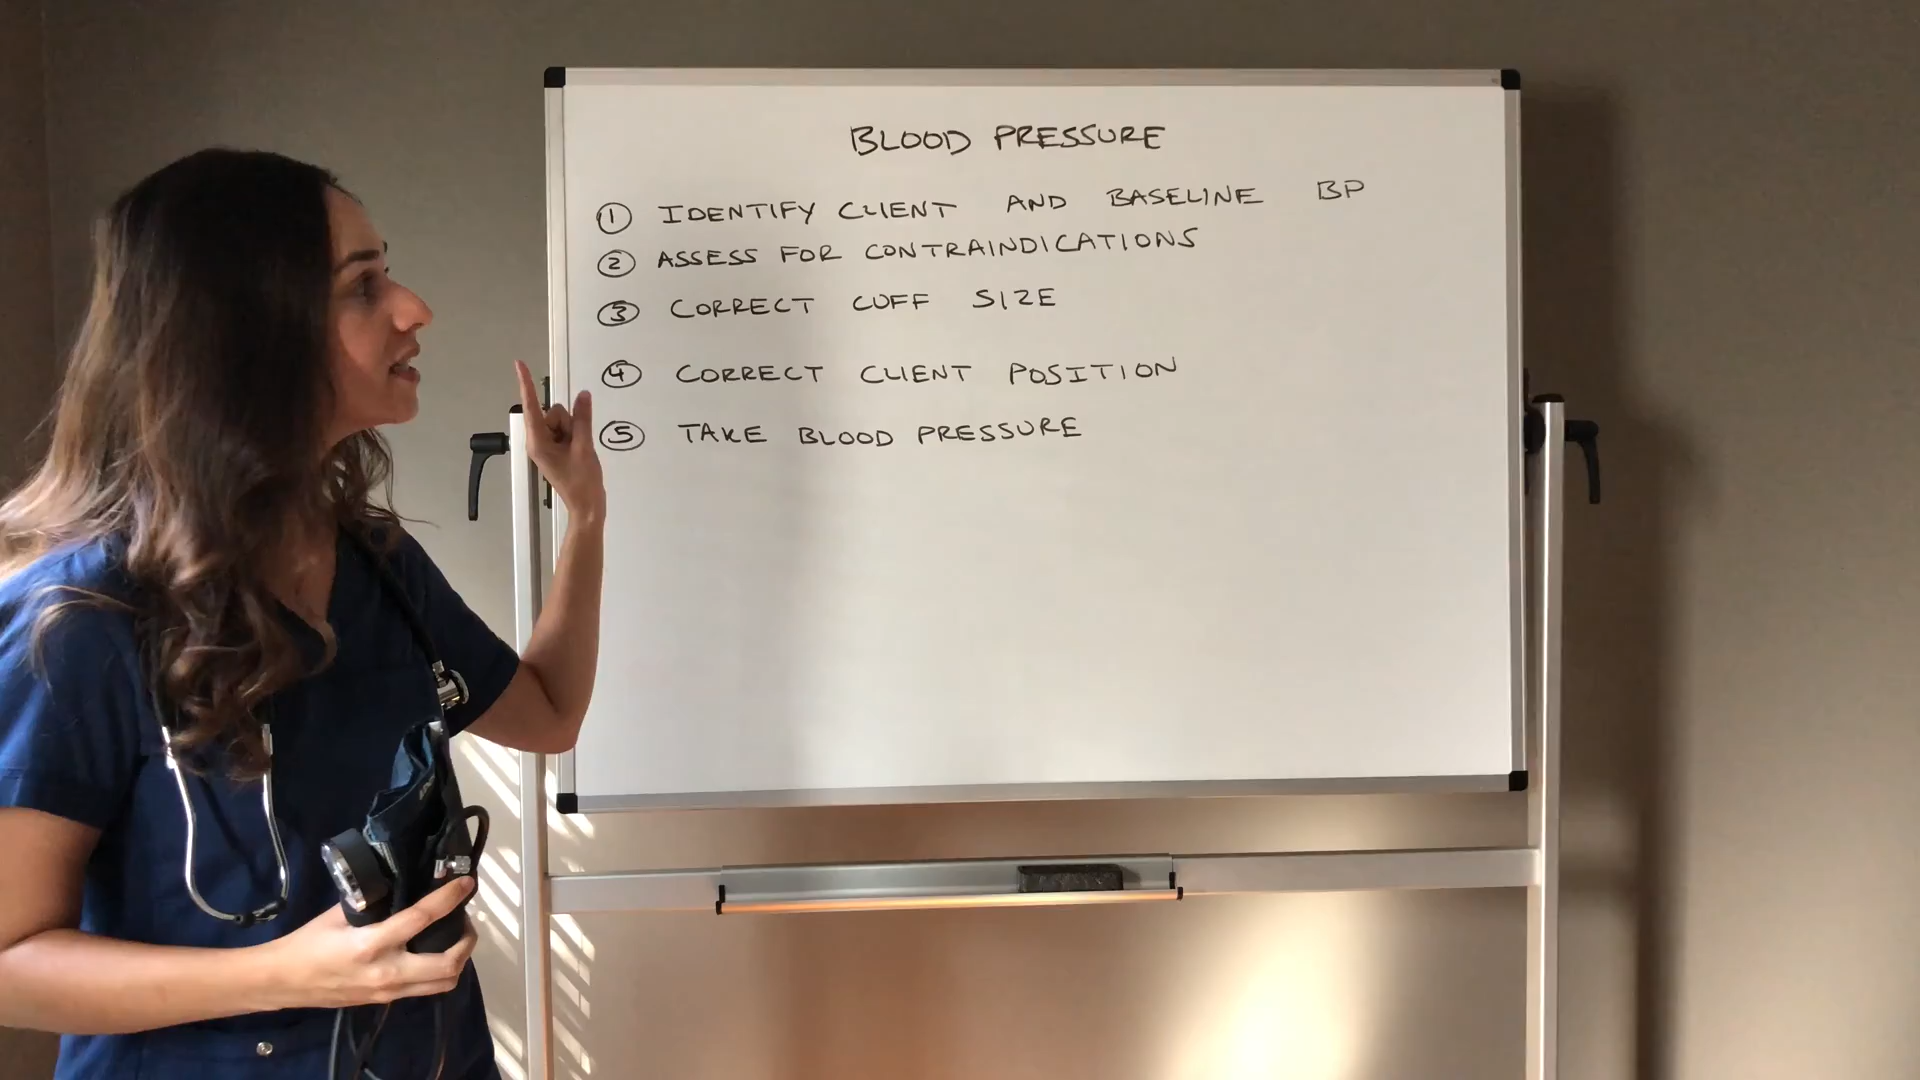 BLOOD PRESSURE
① IDENTIFY CLIENT AND BASELINE BP
② ASSESS FOR CONTRAINDICATIONS
③ CORRECT CUFF SIZE
④ CORRECT CLIENT POSITION
⑤ TAKE BLOOD PRESSURE